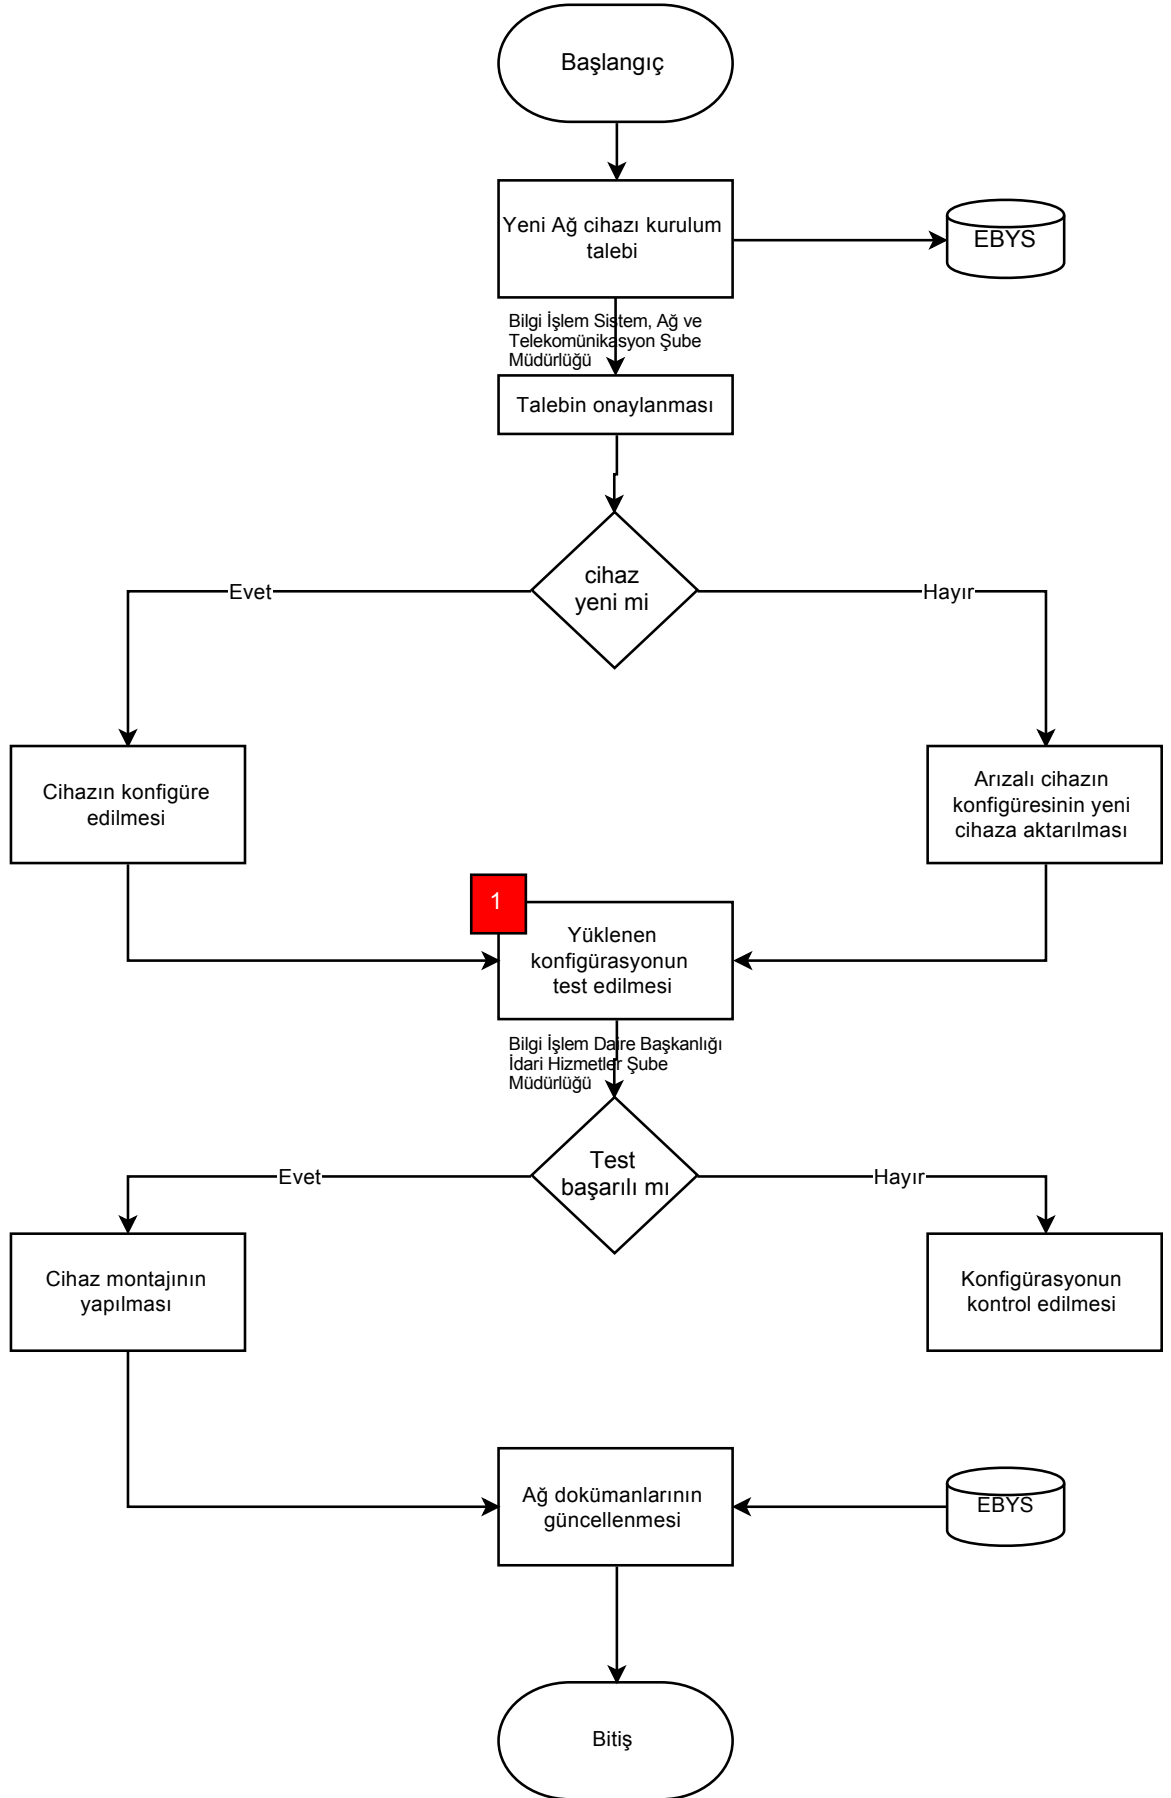 Başlangıç
Yeni Ağ cihazı kurulum
talebi
EBYS
Bilgi İşlem Sistem, Ağ ve
Telekomünikasyon Şube
Müdürlüğü
Talebin onaylanması
cihaz
yeni mi
Evet
Hayır
Cihazın konfigüre
edilmesi
Arızalı cihazın
konfigüresinin yeni
cihaza aktarılması
1
Yüklenen
konfigürasyonun
test edilmesi
Bilgi İşlem Daire Başkanlığı
İdari Hizmetler Şube
Müdürlüğü
Test
başarılı mı
Evet
Hayır
Cihaz montajının
yapılması
Konfigürasyonun
kontrol edilmesi
Ağ dokümanlarının
güncellenmesi
EBYS
Bitiş